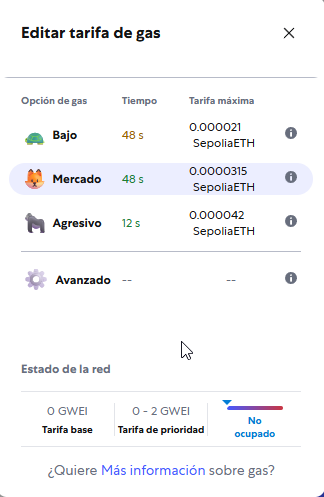 Editar tarifa de gas
Opción de gas Tiempo Tarifa máxima
Bajo 48 s 0.000021
SepoliaETH
Mercado 48 s 0.0000315
SepoliaETH
Agresivo 12 s 0.000042
SepoliaETH
Avanzado -- --
Estado de la red
0 GWEI 0 - 2 GWEI
Tarifa base Tarifa de prioridad No
ocupado
¿Quiere Más información sobre gas?